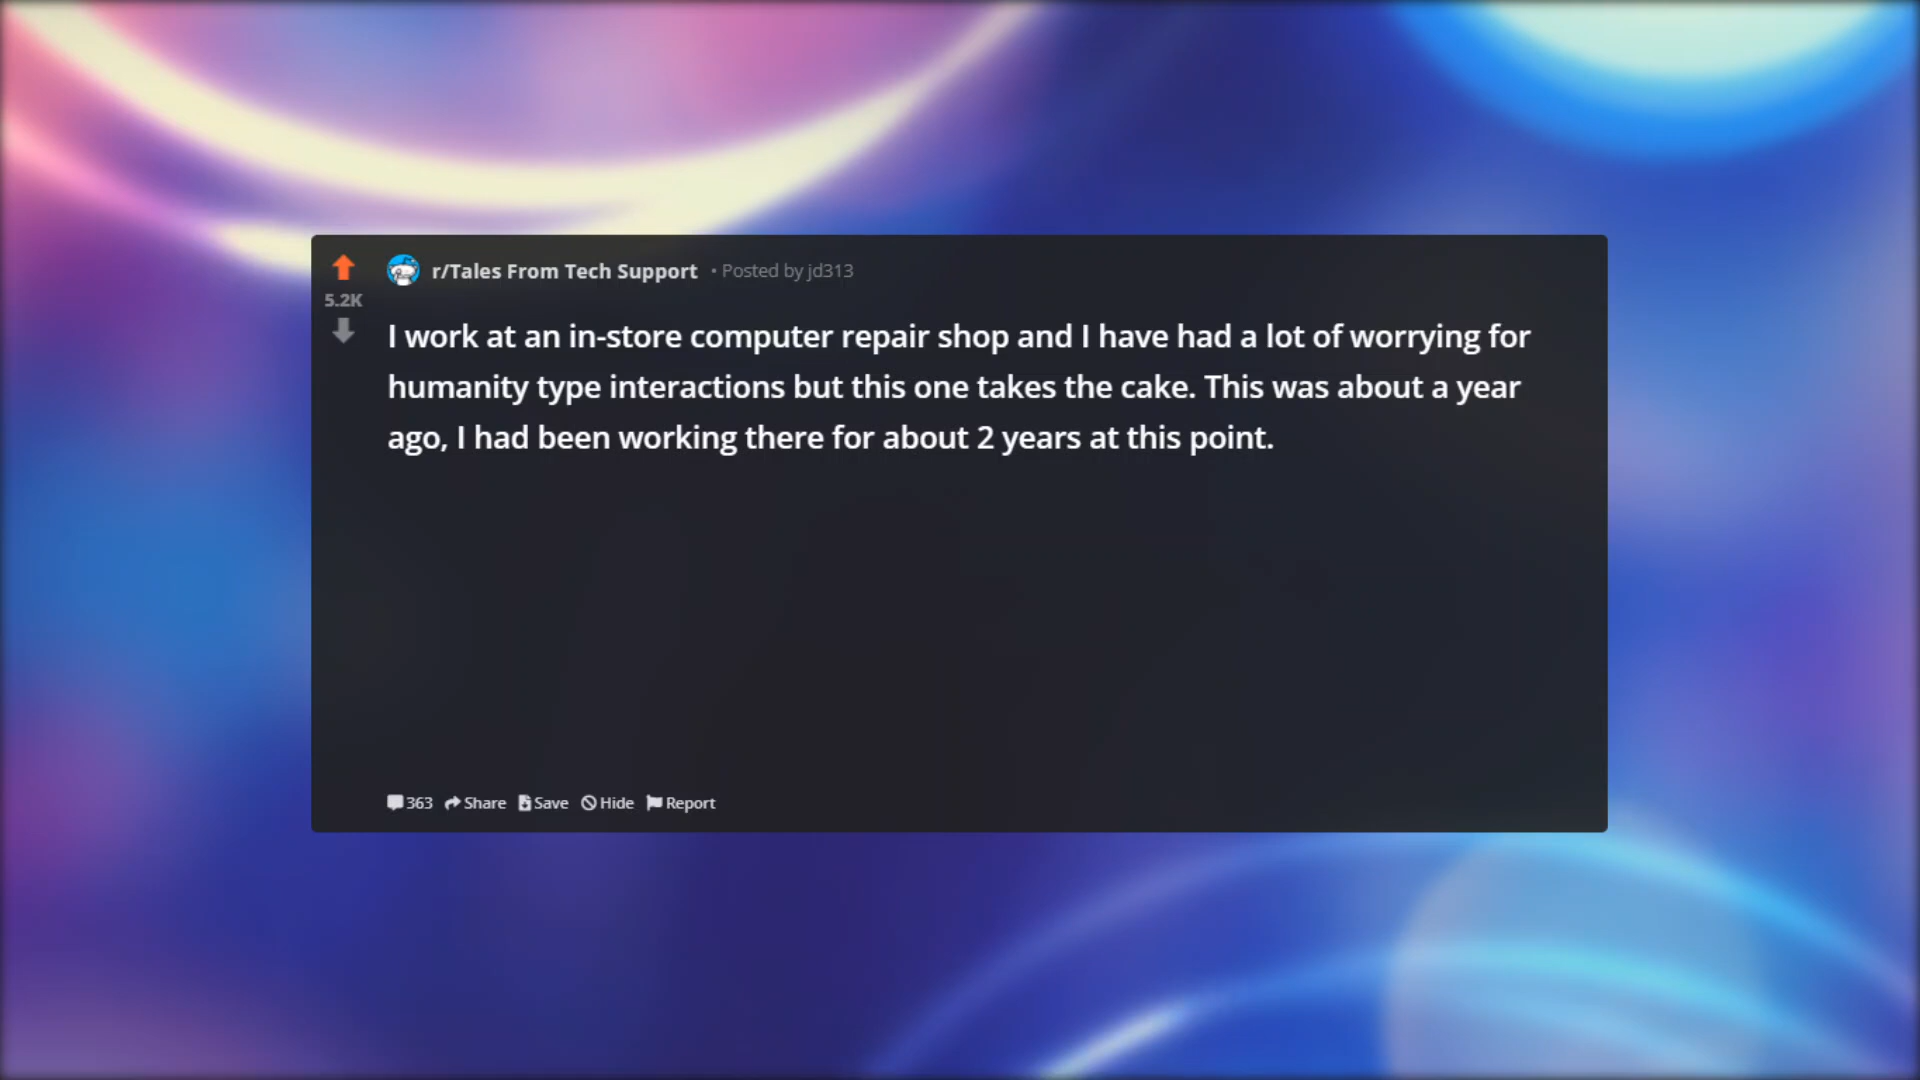 r/Tales From Tech Support • Posted by jd313
5.2K
I work at an in-store computer repair shop and I have had a lot of worrying for
humanity type interactions but this one takes the cake. This was about a year
ago, I had been working there for about 2 years at this point.
363 Share Save Hide Report